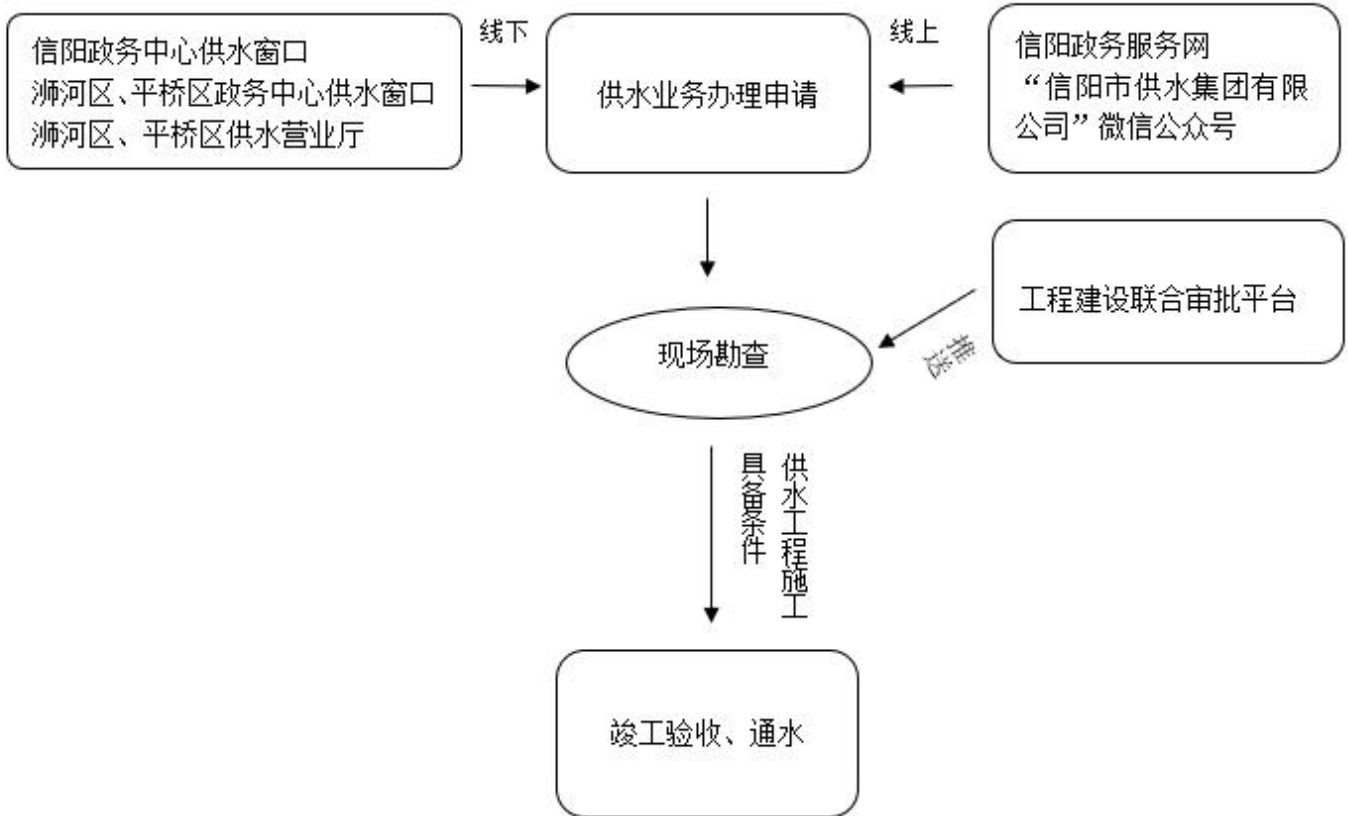 信阳政务中心供水窗口
浉河区、平桥区政务中心供水窗口
浉河区、平桥区供水营业厅
线下
供水业务办理申请
线上
信阳政务服务网
“信阳市供水集团有限
公司”微信公众号
工程建设联合审批平台
推送
现场勘查
供水工程施工
具备条件
竣工验收、通水